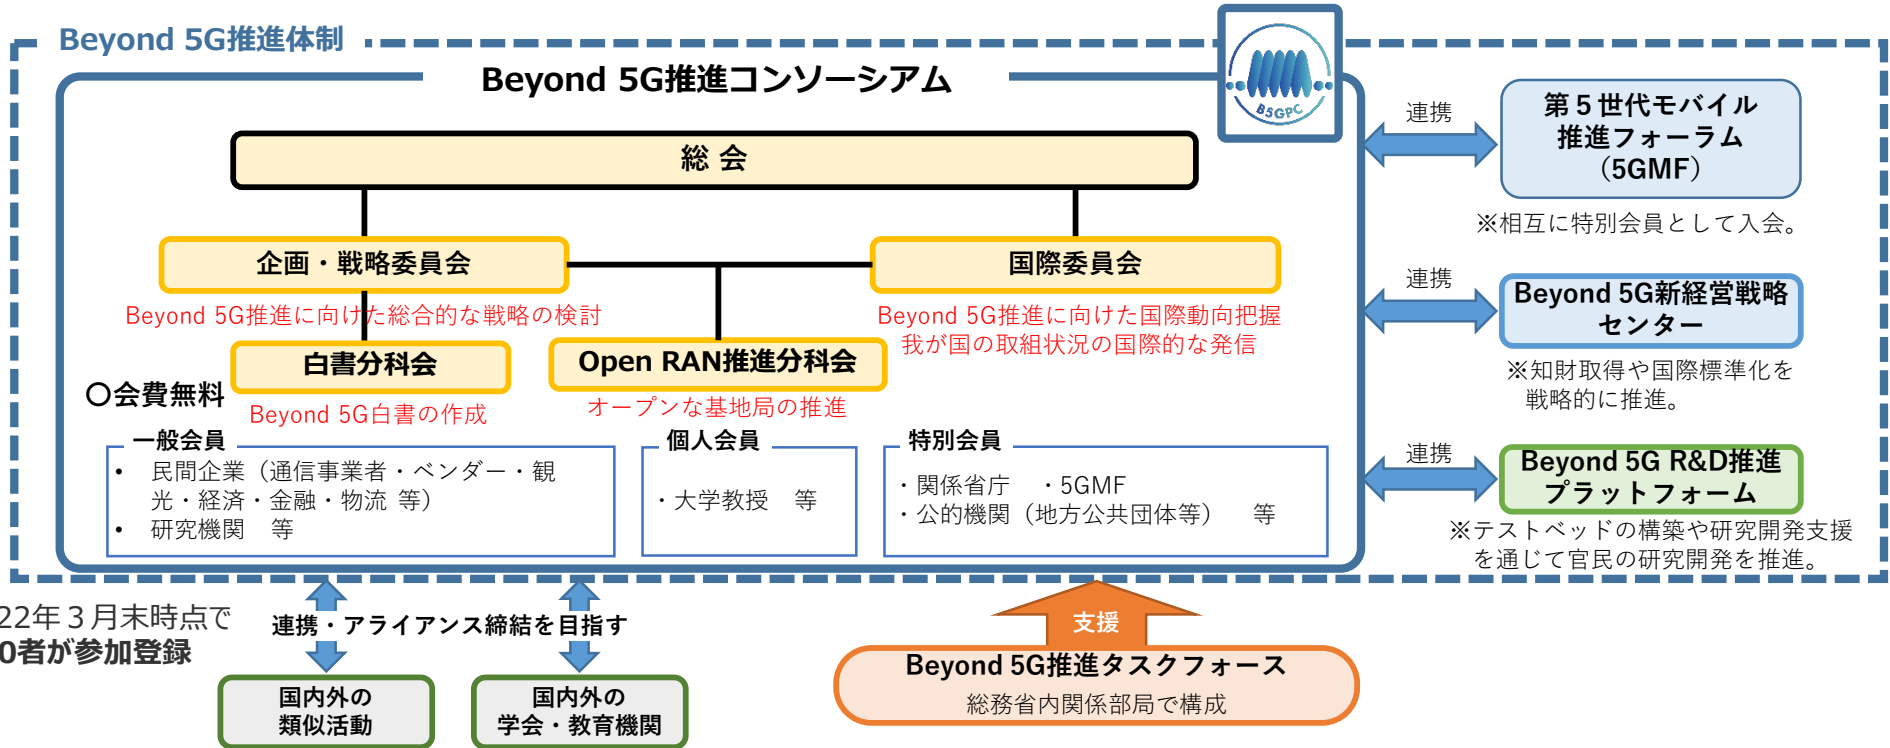 Beyond 5G推進体制
Beyond 5G推進コンソーシアム
B5GPC
総 会
企画・戦略委員会
国際委員会
Beyond 5G推進に向けた総合的な戦略の検討
Beyond 5G推進に向けた国際動向把握
我が国の取組状況の国際的な発信
白書分科会
Open RAN推進分科会
〇会費無料
Beyond 5G白書の作成
オープンな基地局の推進
一般会員
• 民間企業（通信事業者・ベンダー・観
光・経済・金融・物流 等）
• 研究機関 等
個人会員
・大学教授 等
特別会員
・関係省庁 ・5GMF
・公的機関（地方公共団体等） 等
連携
第５世代モバイル
推進フォーラム
（5GMF）
※相互に特別会員として入会。
連携
Beyond 5G新経営戦略
センター
※知財取得や国際標準化を
戦略的に推進。
連携
Beyond 5G R&D推進
プラットフォーム
※テストベッドの構築や研究開発支援
を通じて官民の研究開発を推進。
22年３月末時点で
0者が参加登録
連携・アライアンス締結を目指す
国内外の
類似活動
国内外の
学会・教育機関
支援
Beyond 5G推進タスクフォース
総務省内関係部局で構成